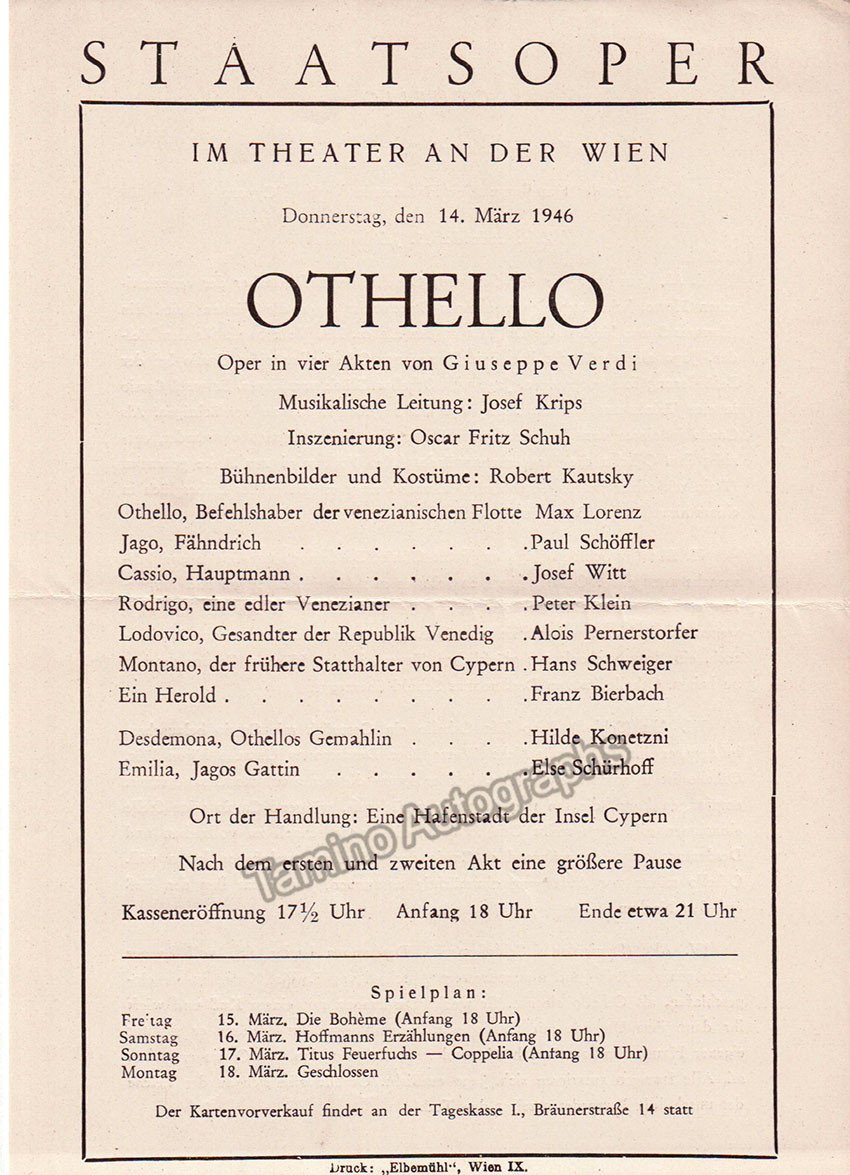 STAATSOPER
IM THEATER AN DER WIEN
Donnerstag, den 14. März 1946
OTHELLO
Oper in vier Akten von Giuseppe Verdi
Musikalische Leitung: Josef Krips
Inszenierung: Oscar Fritz Schuh
Bühnenbilder und Kostüme: Robert Kautsky
Othello, Befehlshaber der venezianischen Flotte Max Lorenz
Jago, Fähndrich . . . . . . . Paul Schöffler
Cassio, Hauptmann . . . . . . . Josef Witt
Rodrigo, eine edler Venezianer . . . . Peter Klein
Lodovico, Gesandter der Republik Venedig . Alois Pernerstorfer
Montano, der frühere Statthalter von Cypern . Hans Schweiger
Ein Herold . . . . . . . . . Franz Bierbach
Desdemona, Othellos Gemahlin . . . . Hilde Konetzni
Emilia, Jagos Gattin . . . . . . Else Schürhoff
Ort der Handlung: Eine Hafenstadt der Insel Cypern
Nach dem ersten und zweiten Akt eine größere Pause
Tamino Autographs
Kasseneröffnung 17½ Uhr Anfang 18 Uhr Ende etwa 21 Uhr
Spielplan:
Freitag 15. März. Die Bohème (Anfang 18 Uhr)
Samstag 16. März. Hoffmanns Erzählungen (Anfang 18 Uhr)
Sonntag 17. März. Titus Feuerfuchs — Coppelia (Anfang 18 Uhr)
Montag 18. März. Geschlossen
Der Kartenvorverkauf findet an der Tageskasse I., Bräunerstraße 14 statt
Druck: „Elbemühl“, Wien IX.